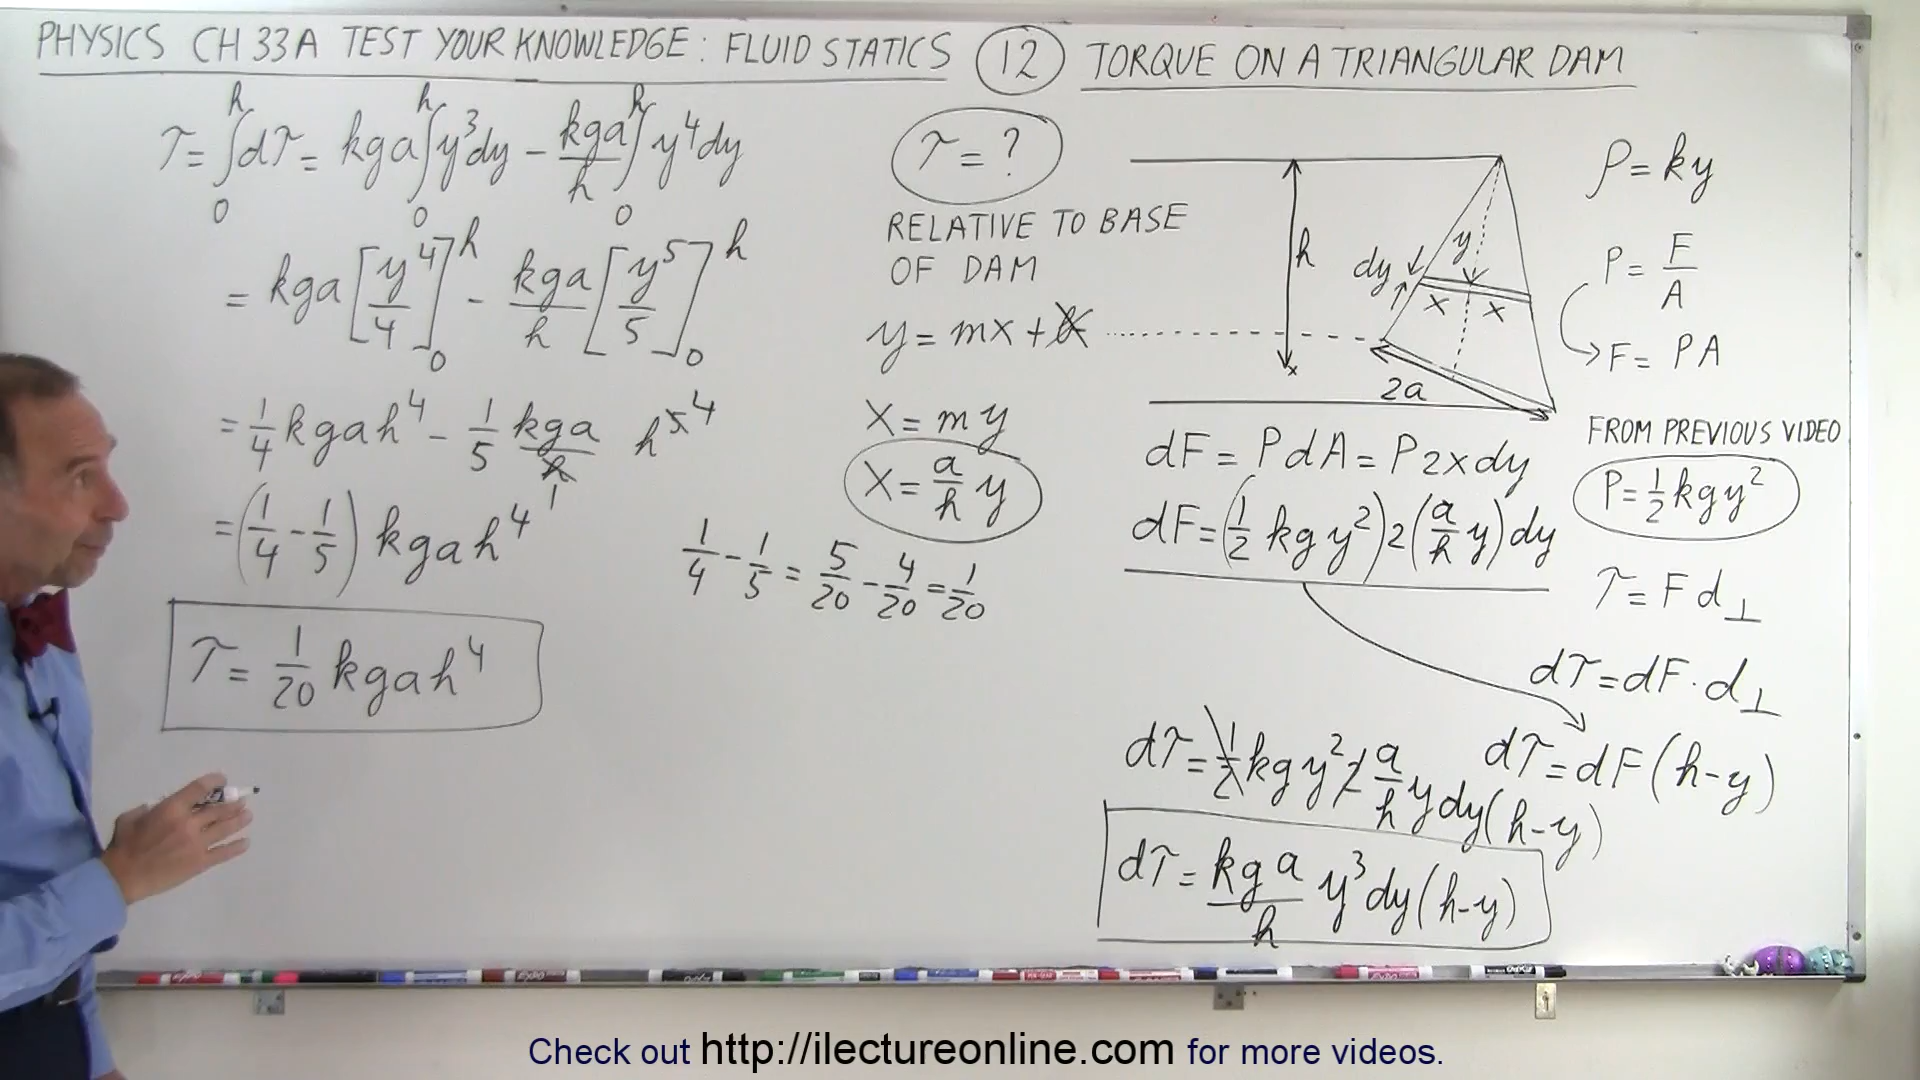 PHYSICS CH 33A TEST YOUR KNOWLEDGE: FLUID STATICS (12) TORQUE ON A TRIANGULAR DAM
τ = ∫₀ʰ dτ = kga ∫₀ʰ y³dy - kga/h ∫₀ʰ y⁴dy
= kga [y⁴/4]₀ʰ - kga/h [y⁵/5]₀ʰ
= 1/4 kgah⁴ - 1/5 kga/h h⁵ 4
1
= (1/4 - 1/5) kgah⁴
τ = 1/20 kgah⁴
1/4 - 1/5 = 5/20 - 4/20 = 1/20
τ = ?
RELATIVE TO BASE
OF DAM
y = mx + b
X = my
X = a/h y
h
dy
y
x x
2a
ρ = ky
P = F/A
F = PA
FROM PREVIOUS VIDEO
P = 1/2 kgy²
dF = PdA = P2xdy
dF = (1/2 kgy²)2(a/h y)dy
τ = Fd⊥
dτ = dF·d⊥
dτ = dF(h-y)
dτ = 1/2 kgy² 2 a/h ydy(h-y)
dτ = kga/h y³dy(h-y)
Check out http://ilectureonline.com for more videos.